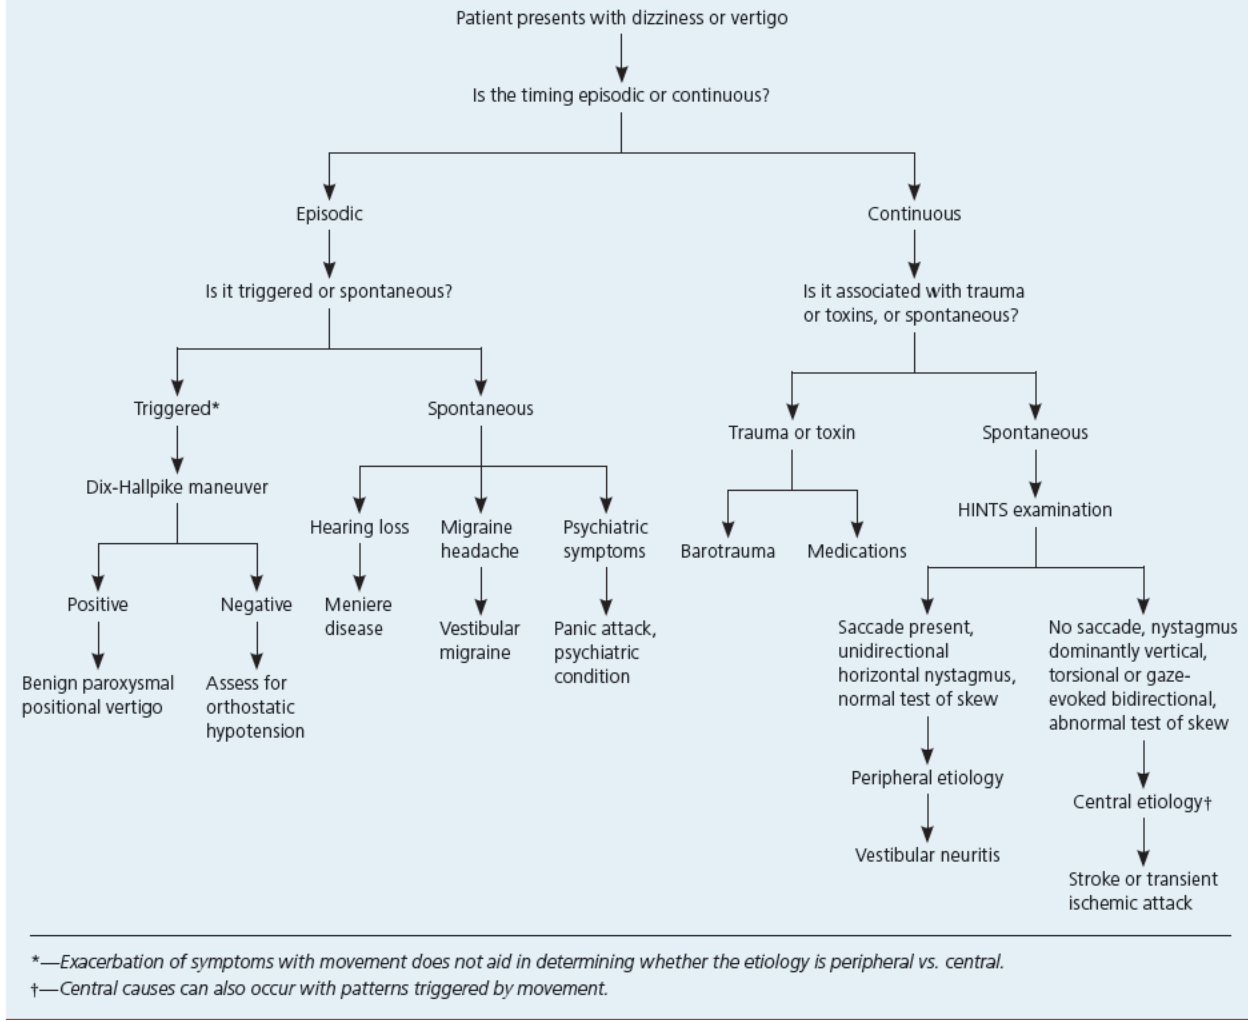 Patient presents with dizziness or vertigo
Is the timing episodic or continuous?
Episodic
Continuous
Is it triggered or spontaneous?
Is it associated with trauma
or toxins, or spontaneous?
Triggered*
Spontaneous
Trauma or toxin
Spontaneous
Dix-Hallpike maneuver
HINTS examination
Hearing loss
Migraine
headache
Psychiatric
symptoms
Barotrauma
Medications
Positive
Negative
Meniere
disease
Vestibular
migraine
Panic attack,
psychiatric
condition
Saccade present,
unidirectional
horizontal nystagmus,
normal test of skew
No saccade, nystagmus
dominantly vertical,
torsional or gaze-
evoked bidirectional,
abnormal test of skew
Benign paroxysmal
positional vertigo
Assess for
orthostatic
hypotension
Peripheral etiology
Central etiology†
Vestibular neuritis
Stroke or transient
ischemic attack
*—Exacerbation of symptoms with movement does not aid in determining whether the etiology is peripheral vs. central.
†—Central causes can also occur with patterns triggered by movement.